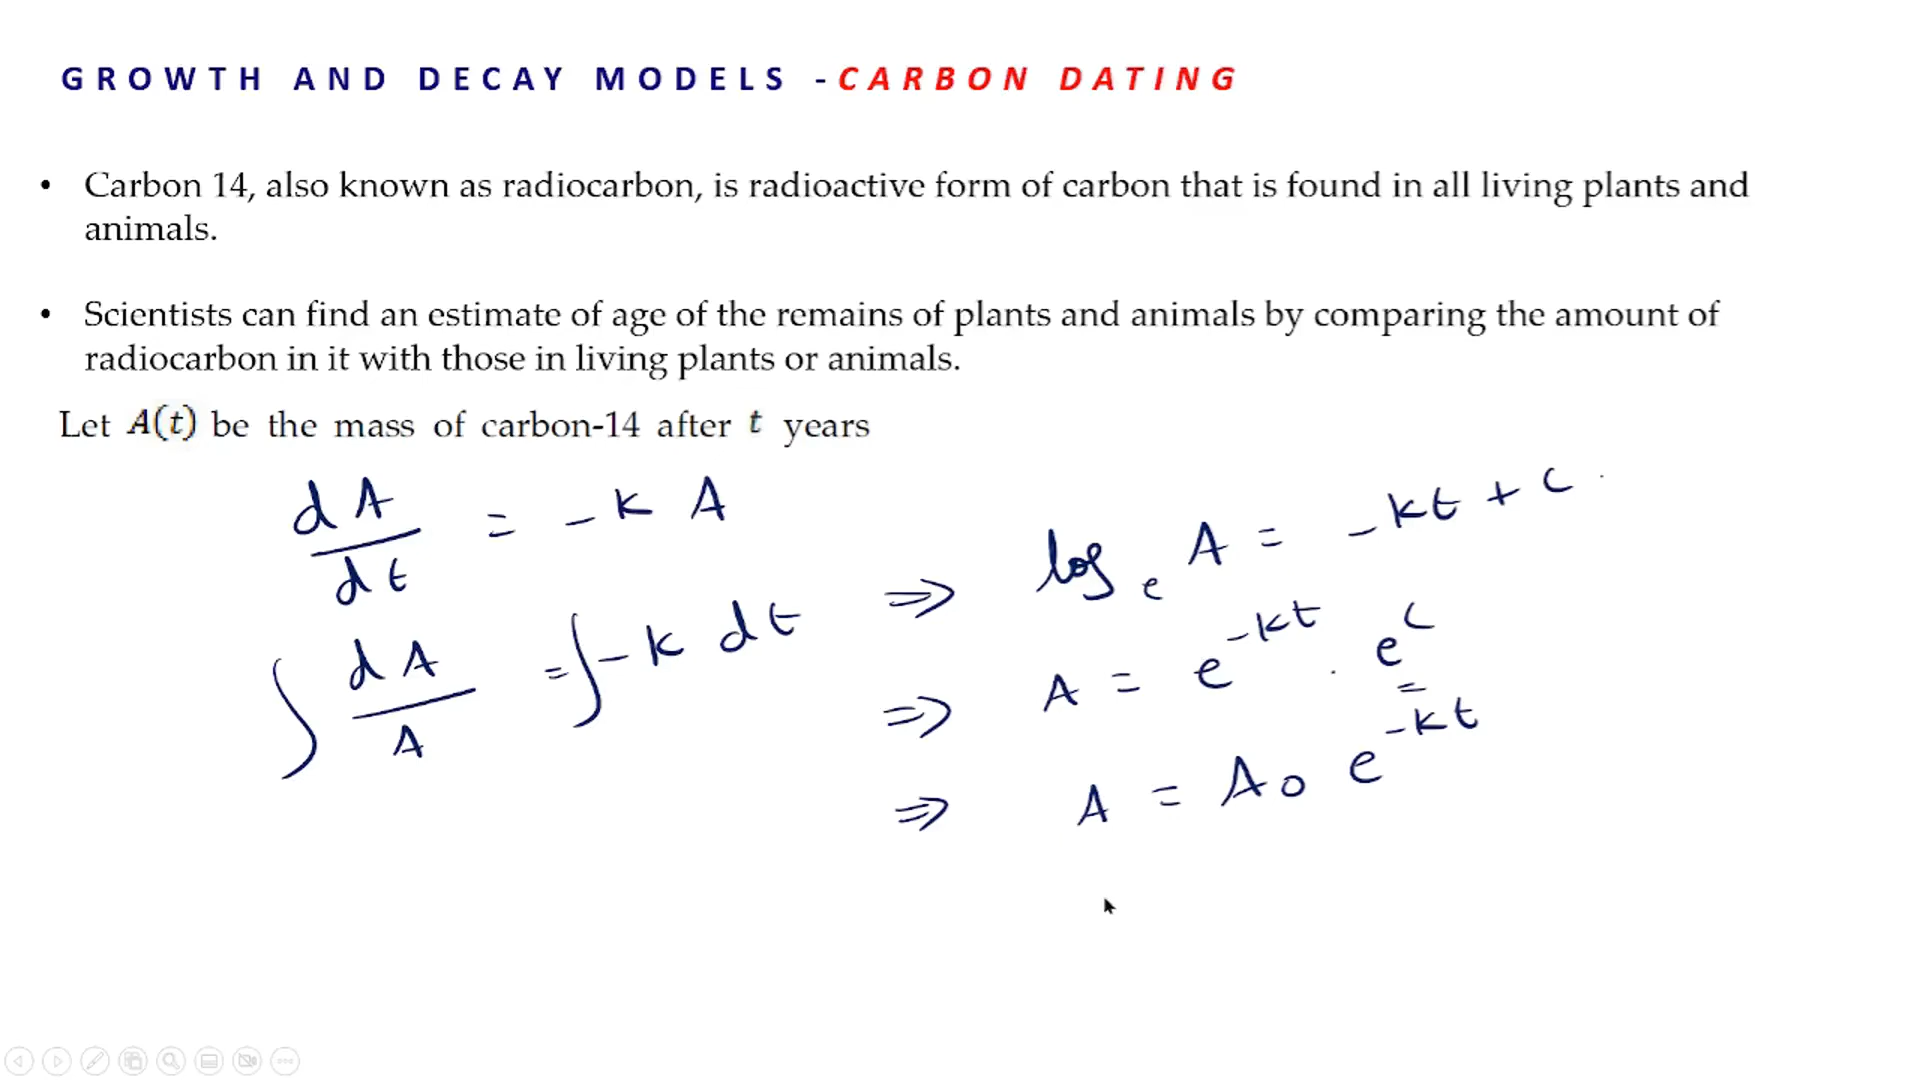 GROWTH AND DECAY MODELS -CARBON DATING
• Carbon 14, also known as radiocarbon, is radioactive form of carbon that is found in all living plants and
animals.
• Scientists can find an estimate of age of the remains of plants and animals by comparing the amount of
radiocarbon in it with those in living plants or animals.
Let A(t) be the mass of carbon-14 after t years
dA/dt = -k A
∫ dA/A = ∫ -k dt
⇒ log_e A = -kt + c
⇒ A = e^{-kt} . e^c
⇒ A = A₀ e^{-kt}